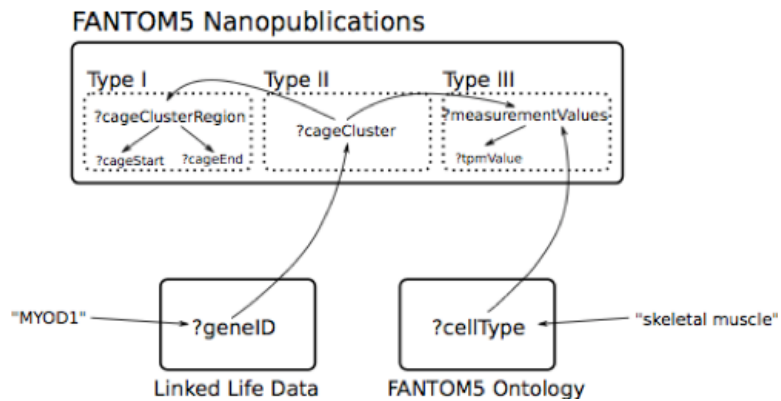 FANTOM5 Nanopublications
Type I
Type II
Type III
?cageClusterRegion
?cageCluster
?measurementValues
?cageStart
?cageEnd
?tpmValue
"MYOD1"
?geneID
?cellType
"skeletal muscle"
Linked Life Data
FANTOM5 Ontology